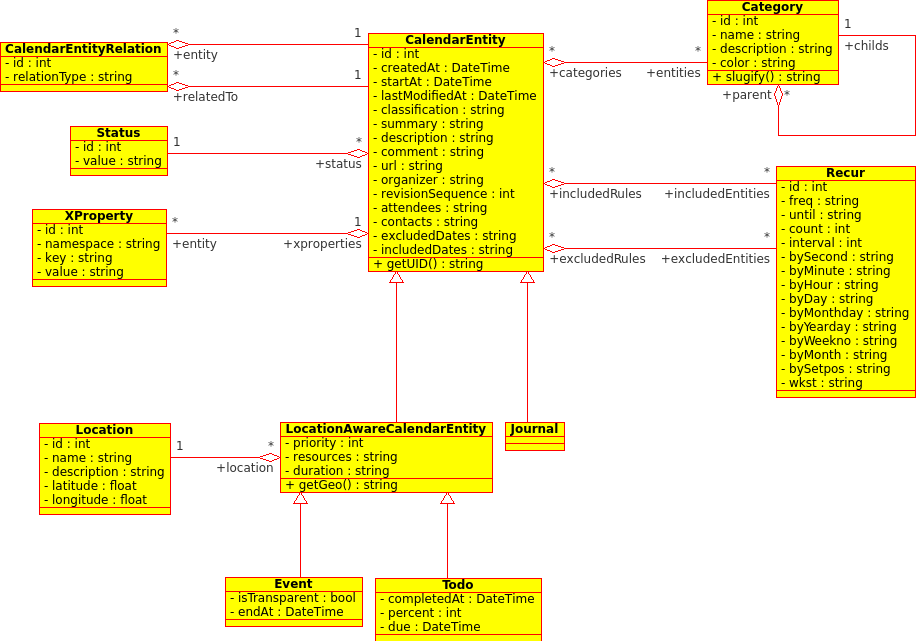 CalendarEntityRelation
- id : int
- relationType : string
*
+entity
1
*
+relatedTo
1
CalendarEntity
- id : int
- createdAt : DateTime
- startAt : DateTime
- lastModifiedAt : DateTime
- classification : string
- summary : string
- description : string
- comment : string
- url : string
- organizer : string
- revisionSequence : int
- attendees : string
- contacts : string
- excludedDates : string
- includedDates : string
+ getUID() : string
*
+categories
*
+entities
Category
- id : int
- name : string
- description : string
- color : string
+ slugify() : string
1
+childs
+parent
*
Status
- id : int
- value : string
1
*
+status
XProperty
- id : int
- namespace : string
- key : string
- value : string
*
+entity
1
+xproperties
*
+includedRules
*
+includedEntities
*
+excludedRules
*
+excludedEntities
Recur
- id : int
- freq : string
- until : string
- count : int
- interval : int
- bySecond : string
- byMinute : string
- byHour : string
- byDay : string
- byMonthday : string
- byYearday : string
- byWeekno : string
- byMonth : string
- bySetpos : string
- wkst : string
Location
- id : int
- name : string
- description : string
- latitude : float
- longitude : float
1
*
+location
LocationAwareCalendarEntity
- priority : int
- resources : string
- duration : string
+ getGeo() : string
Journal
Event
- isTransparent : bool
- endAt : DateTime
Todo
- completedAt : DateTime
- percent : int
- due : DateTime